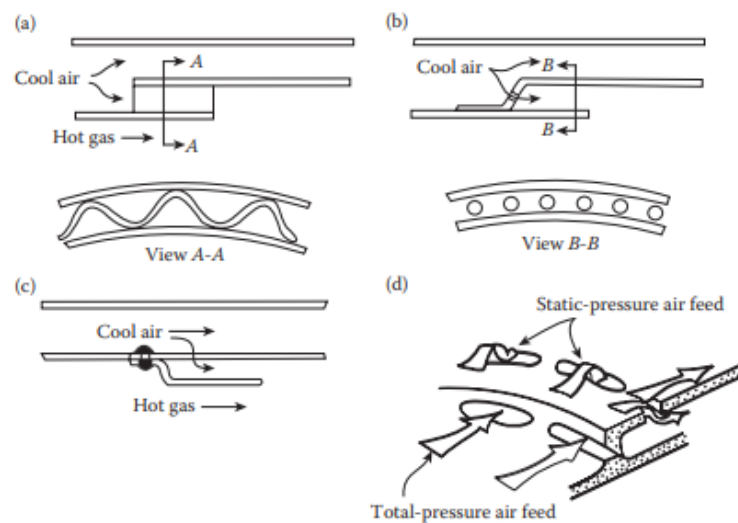 (a)
Cool air
A
Hot gas
A
View A-A
(b)
Cool air
B
B
View B-B
(c)
Cool air
Hot gas
(d)
Static-pressure air feed
Total-pressure air feed